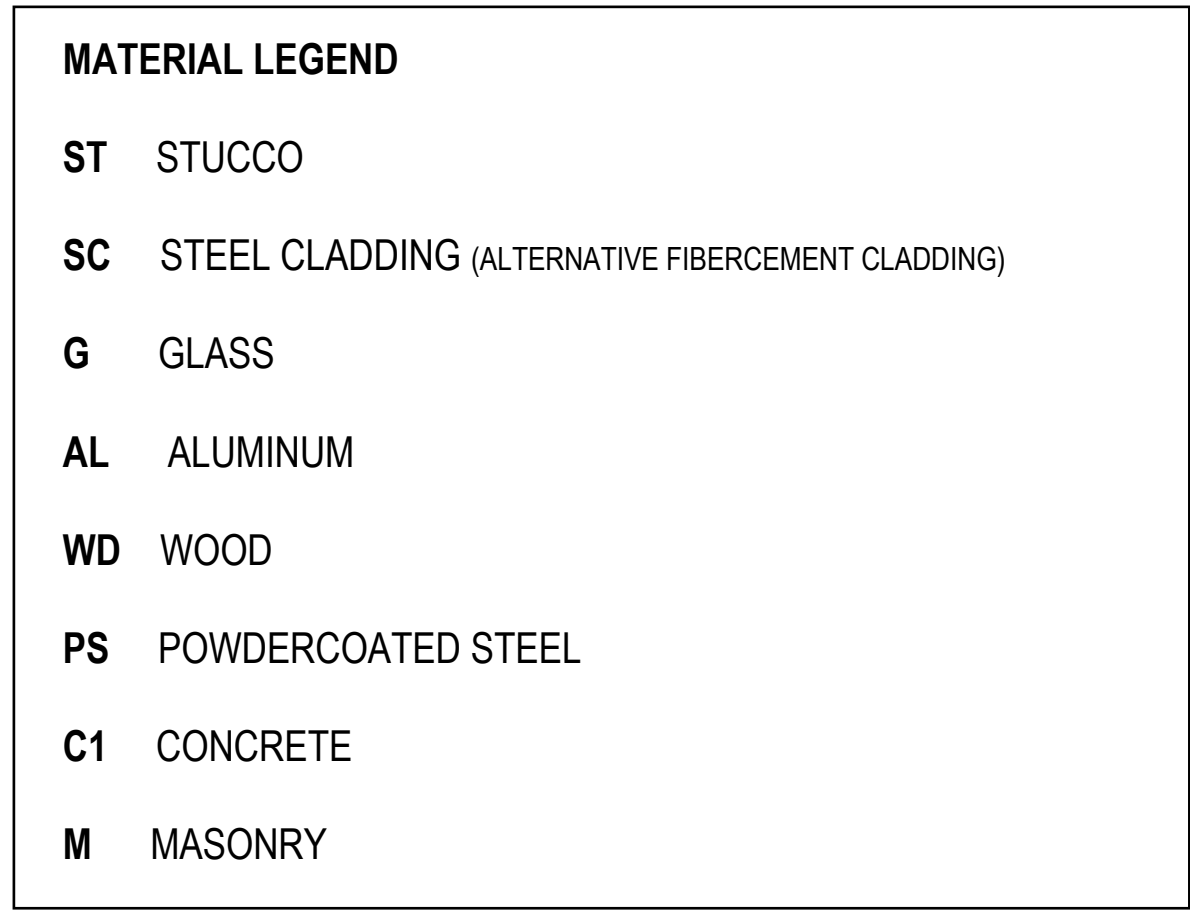 MATERIAL LEGEND
ST STUCCO
SC STEEL CLADDING (ALTERNATIVE FIBERCEMENT CLADDING)
G GLASS
AL ALUMINUM
WD WOOD
PS POWDERCOATED STEEL
C1 CONCRETE
M MASONRY